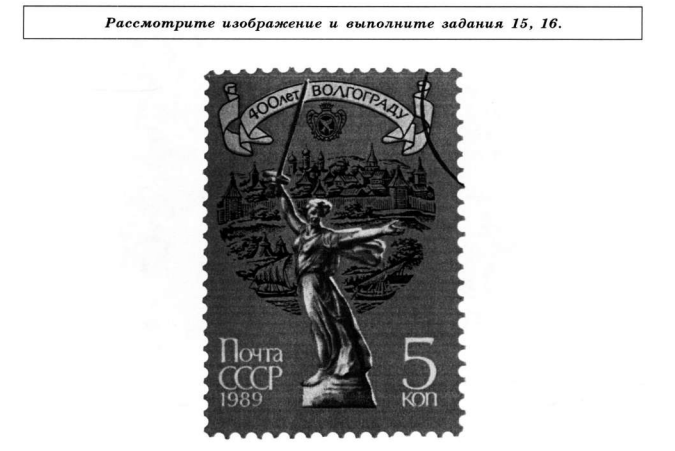 Рассмотрите изображение и выполните задания 15, 16.
400 лет ВОЛГОГРАДУ
Почта
СССР
1989
5
коп